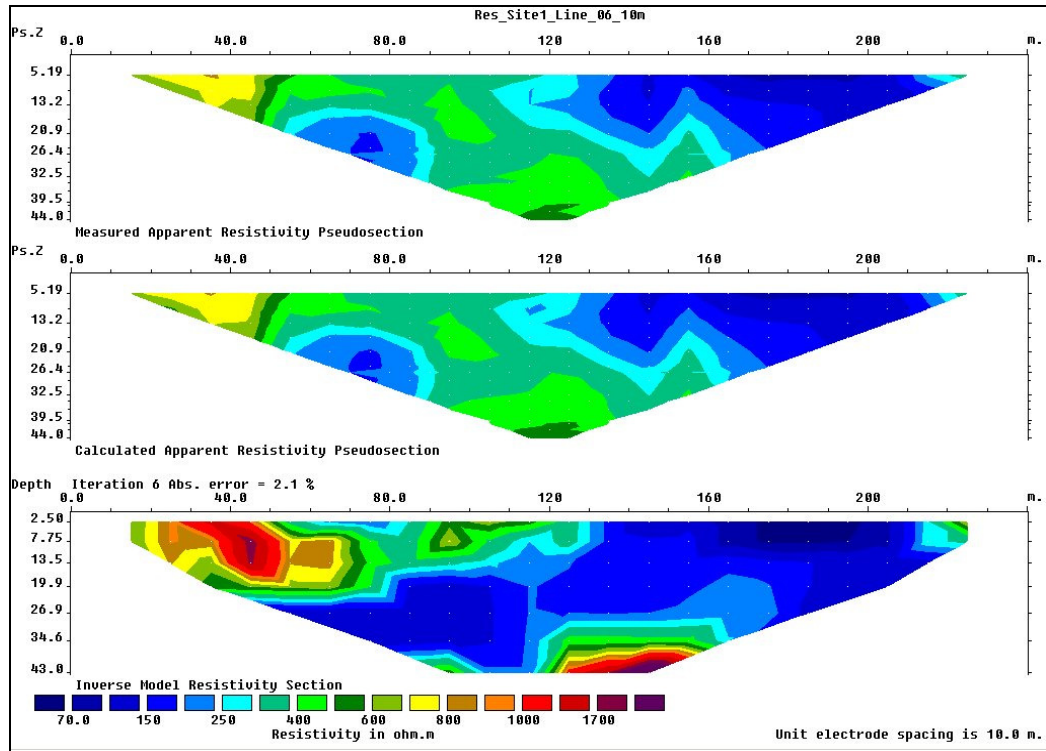 Res_Site1_Line_06_10m
Ps.Z 0.0 40.0 80.0 120 160 200 m.
5.19
13.2
20.9
26.4
32.5
39.5
44.0
Measured Apparent Resistivity Pseudosection
Ps.Z 0.0 40.0 80.0 120 160 200 m.
5.19
13.2
20.9
26.4
32.5
39.5
44.0
Calculated Apparent Resistivity Pseudosection
Depth Iteration 6 Abs. error = 2.1 %
0.0 40.0 80.0 120 160 200 m.
2.50
7.75
13.5
19.9
26.9
34.6
43.0
Inverse Model Resistivity Section
70.0 150 250 400 600 800 1000 1700
Resistivity in ohm.m
Unit electrode spacing is 10.0 m.